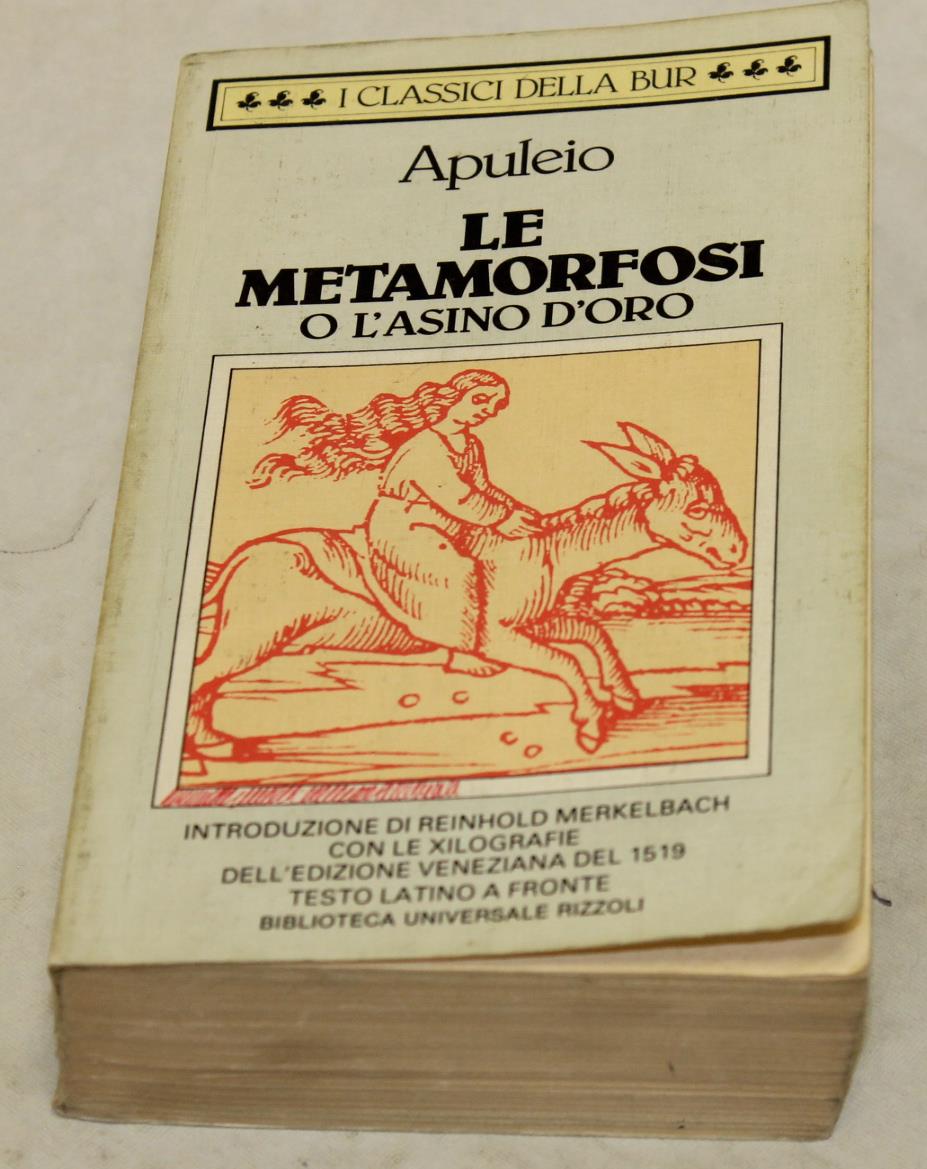 I CLASSICI DELLA BUR
Apuleio
LE
METAMORFOSI
O L'ASINO D'ORO
INTRODUZIONE DI REINHOLD MERKELBACH
CON LE XILOGRAFIE
DELL'EDIZIONE VENEZIANA DEL 1519
TESTO LATINO A FRONTE
BIBLIOTECA UNIVERSALE RIZZOLI